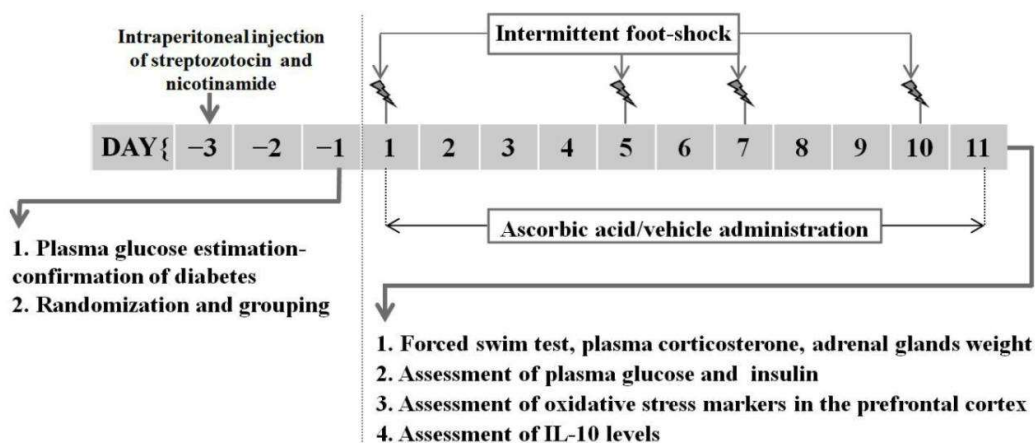 Intraperitoneal injection
of streptozotocin and
nicotinamide
Intermittent foot-shock
DAY{ −3 −2 −1 1 2 3 4 5 6 7 8 9 10 11
Ascorbic acid/vehicle administration
1. Plasma glucose estimation-
confirmation of diabetes
2. Randomization and grouping
1. Forced swim test, plasma corticosterone, adrenal glands weight
2. Assessment of plasma glucose and insulin
3. Assessment of oxidative stress markers in the prefrontal cortex
4. Assessment of IL-10 levels